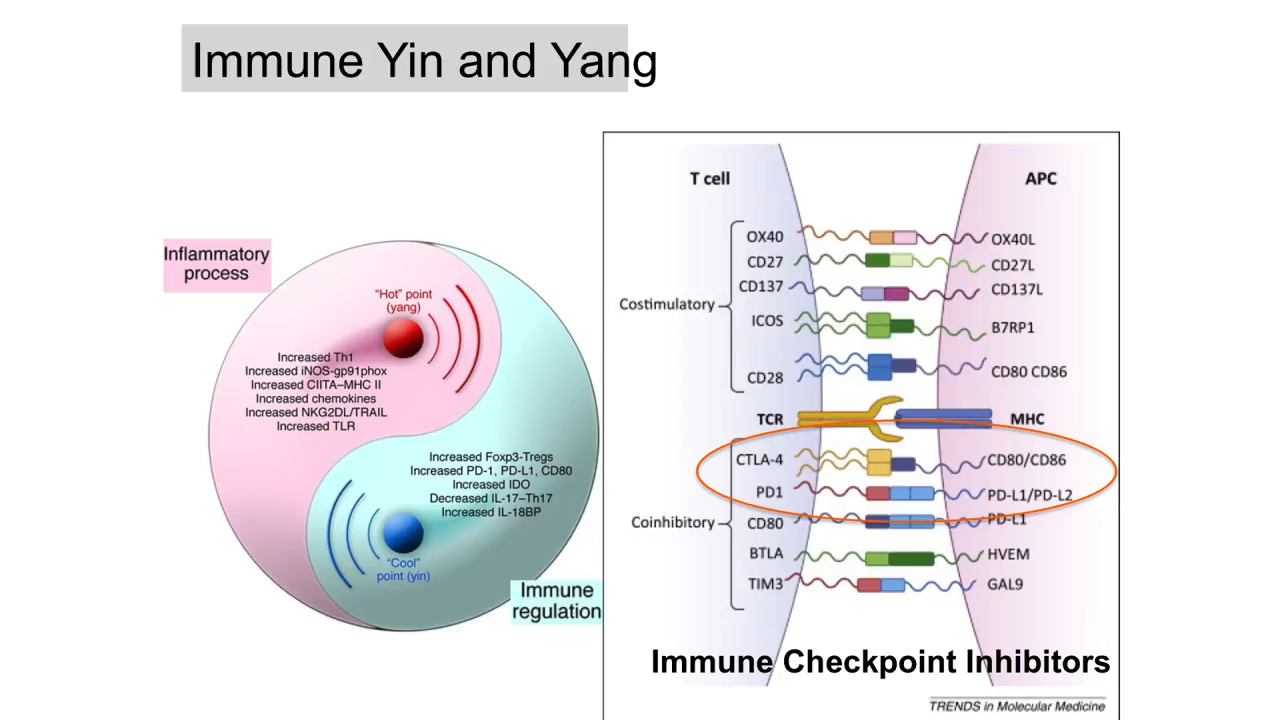 Immune Yin and Yang
Inflammatory
process
"Hot" point
(yang)
Increased Th1
Increased iNOS-gp91phox
Increased CIITA–MHC II
Increased chemokines
Increased NKG2DL/TRAIL
Increased TLR
Increased Foxp3-Tregs
Increased PD-1, PD-L1, CD80
Increased IDO
Decreased IL-17–Th17
Increased IL-18BP
"Cool"
point (yin)
Immune
regulation
T cell
APC
Costimulatory
OX40
OX40L
CD27
CD27L
CD137
CD137L
ICOS
B7RP1
CD28
CD80 CD86
TCR
MHC
Coinhibitory
CTLA-4
CD80/CD86
PD1
PD-L1/PD-L2
CD80
PD-L1
BTLA
HVEM
TIM3
GAL9
Immune Checkpoint Inhibitors
TRENDS in Molecular Medicine